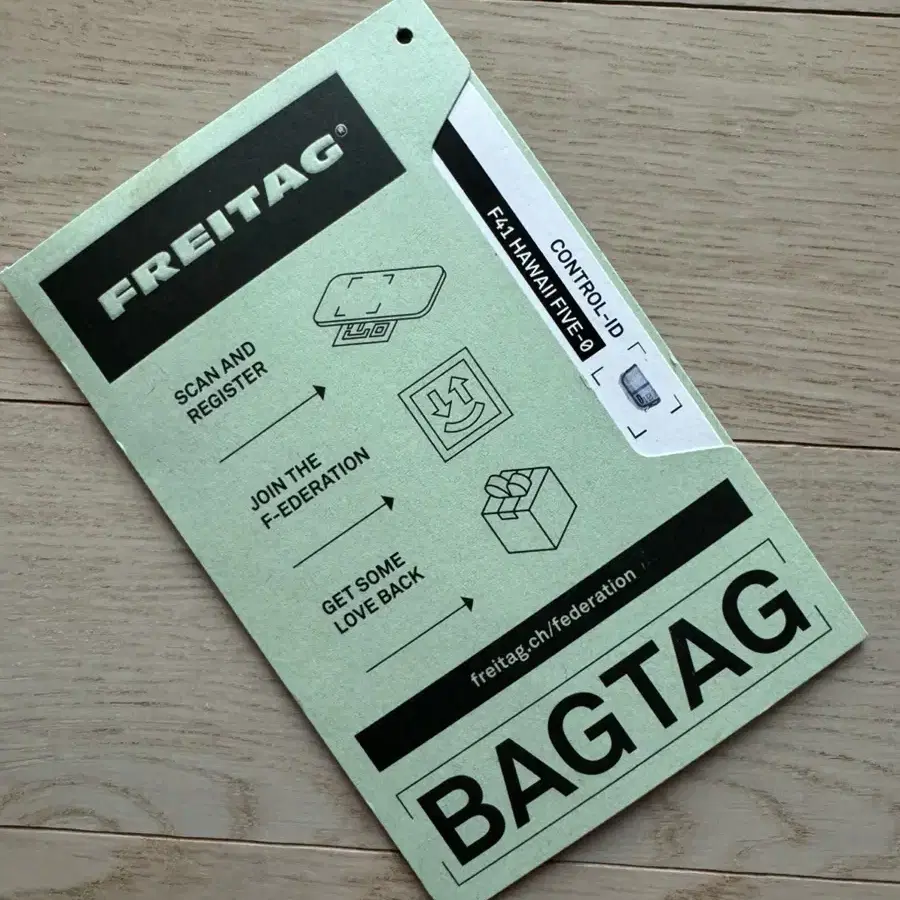 FREITAG®
CONTROL-ID
F41 HAWAII FIVE-0
SCAN AND
REGISTER
JOIN THE
F-EDERATION
GET SOME
LOVE BACK
freitag.ch/federation
BAGTAG